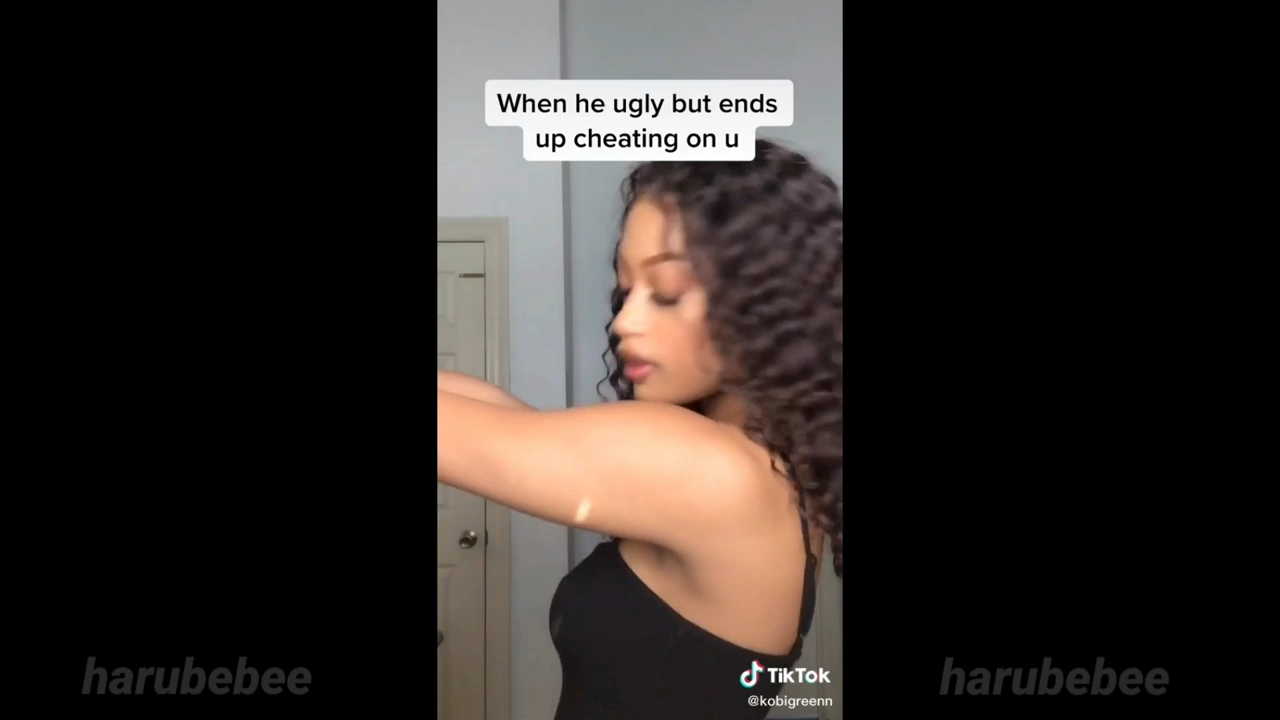 When he ugly but ends
up cheating on u
harubebee
harubebee
TikTok
@kobigreenn